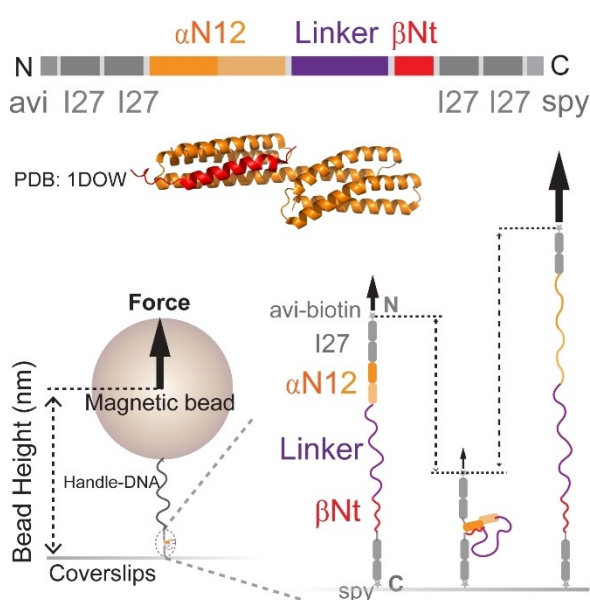 αN12 Linker βNt
N C
avi I27 I27 I27 I27 spy
PDB: 1DOW
Force
Magnetic bead
Bead Height (nm)
Handle-DNA
Coverslips
avi-biotin N
I27
αN12
Linker
βNt
spy C